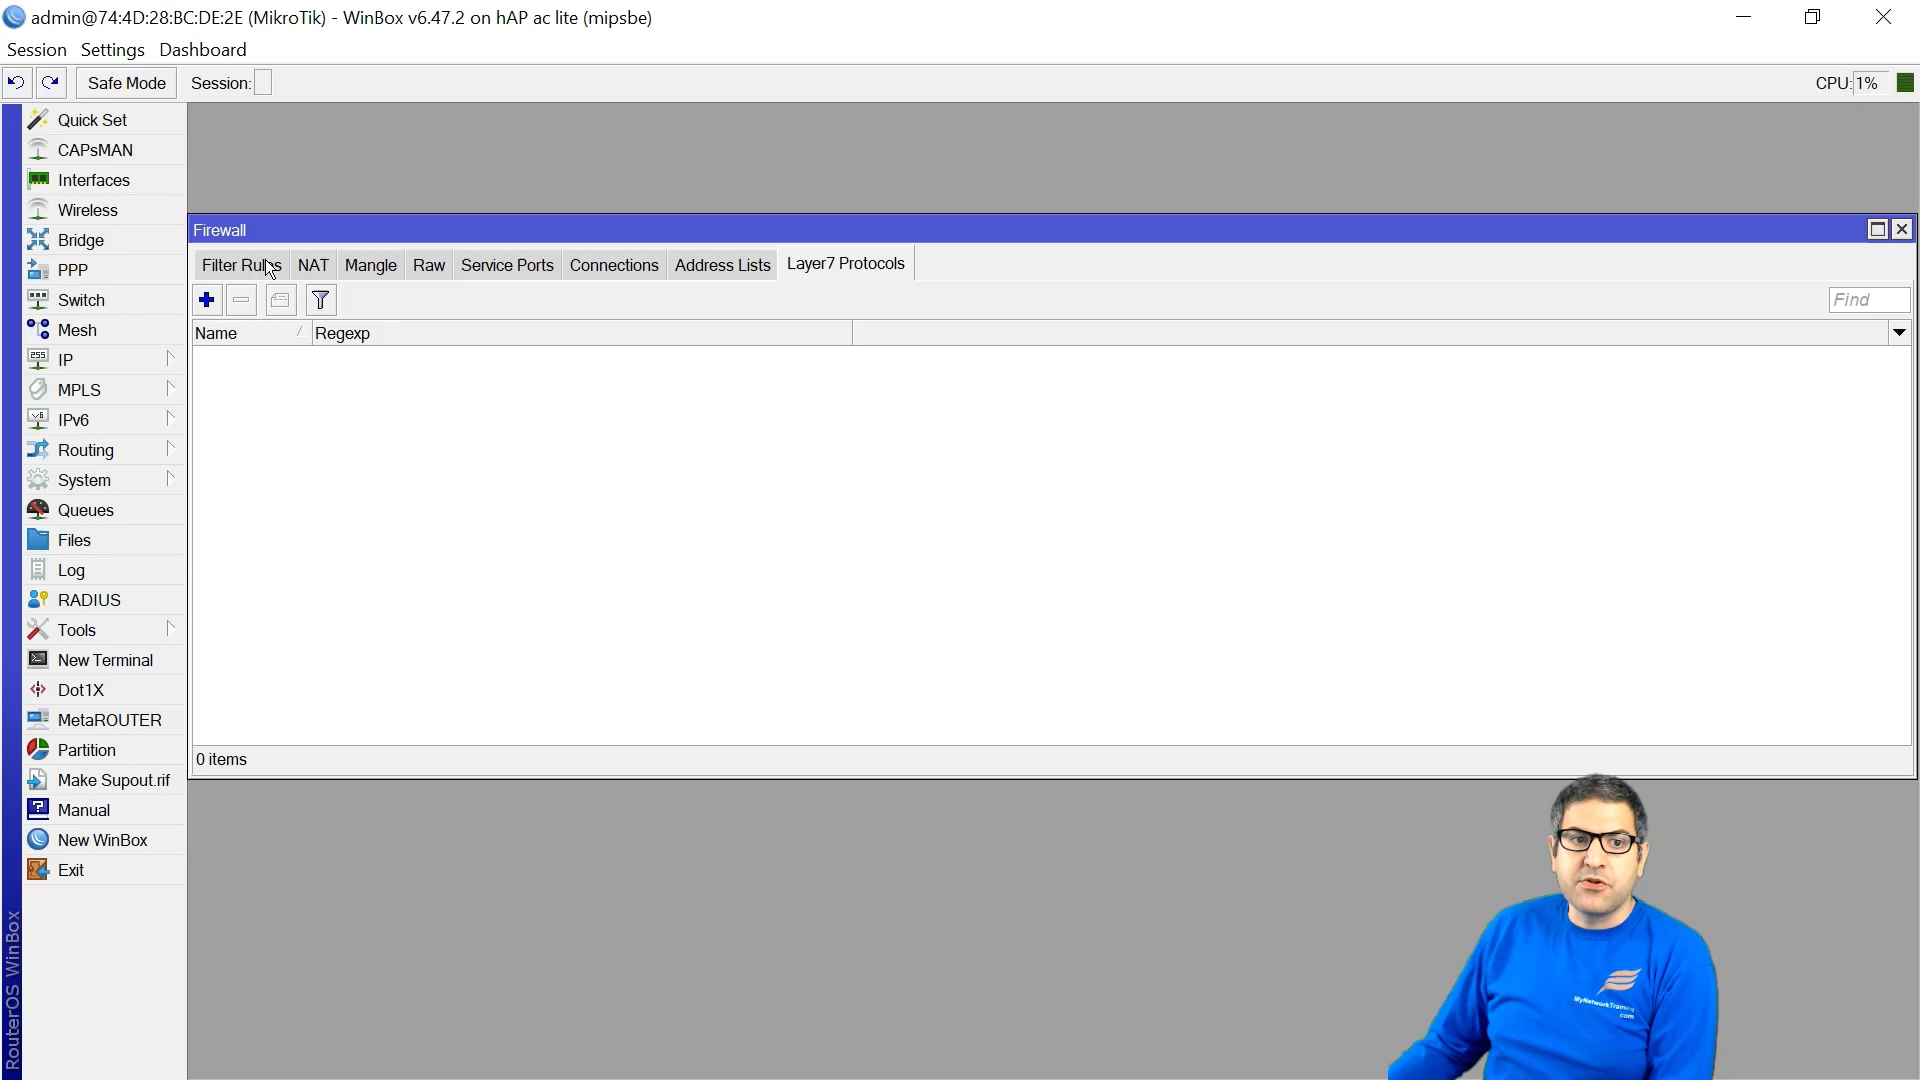 admin@74:4D:28:BC:DE:2E (MikroTik) - WinBox v6.47.2 on hAP ac lite (mipsbe)
Session Settings Dashboard
Safe Mode Session: CPU: 1%
Quick Set
CAPsMAN
Interfaces
Wireless
Bridge
PPP
Switch
Mesh
255 IP
MPLS
v6 IPv6
Routing
System
Queues
Files
Log
RADIUS
Tools
New Terminal
Dot1X
MetaROUTER
Partition
Make Supout.rif
Manual
New WinBox
Exit
RouterOS WinBox
Firewall
Filter Rules NAT Mangle Raw Service Ports Connections Address Lists Layer7 Protocols
Find
Name Regexp
0 items
MyNetworkTraining
.com